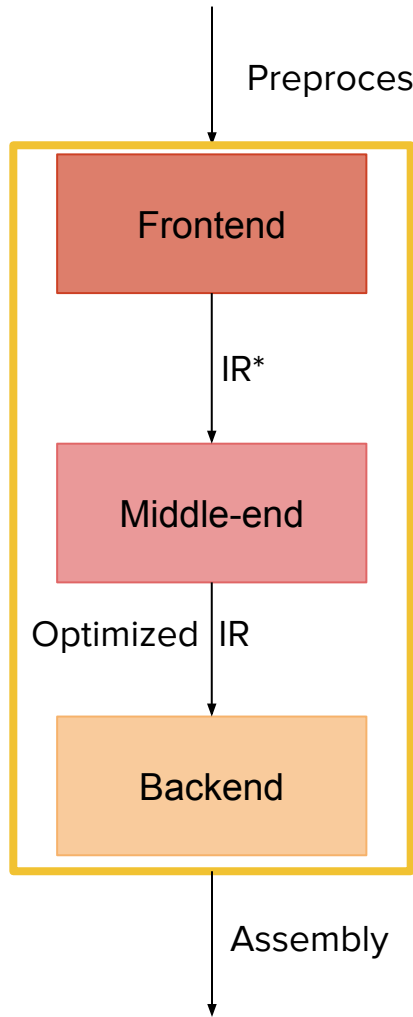 Preproces
Frontend
IR*
Middle-end
Optimized IR
Backend
Assembly